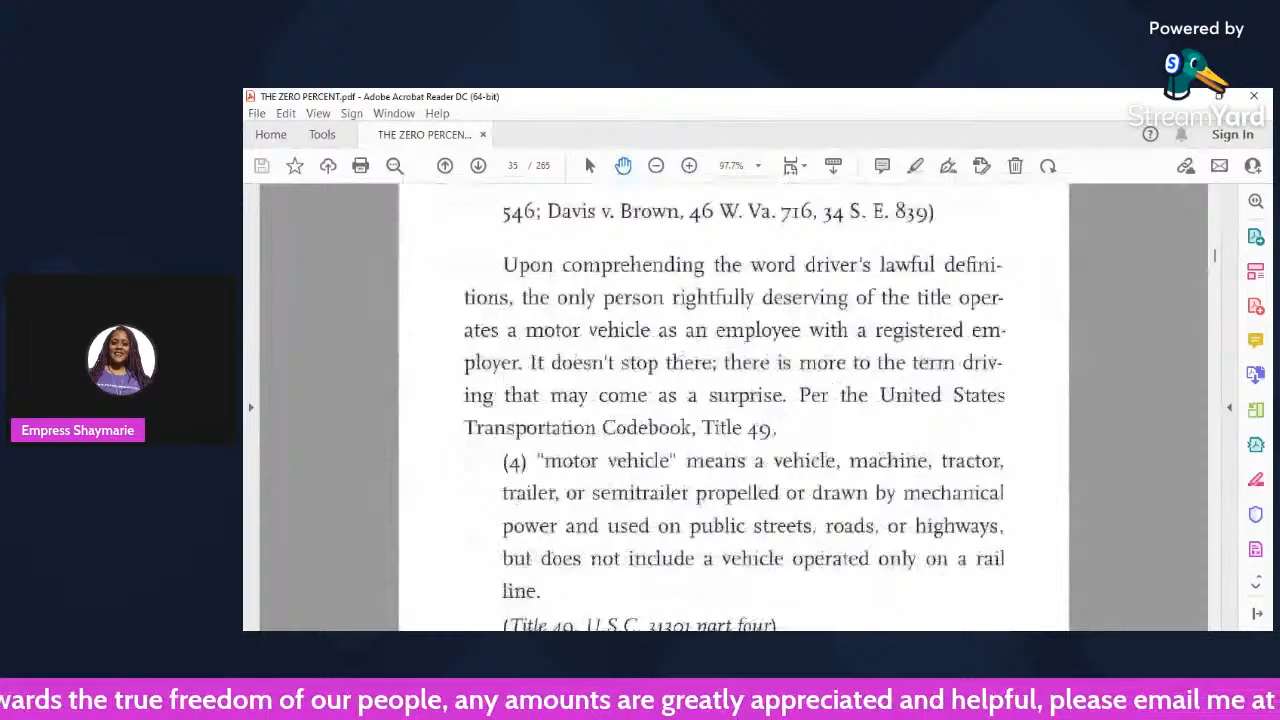 Powered by
StreamYard
THE ZERO PERCENT.pdf - Adobe Acrobat Reader DC (64-bit)
File Edit View Sign Window Help
Home Tools THE ZERO PERCEN... ×
Sign In
35 / 265 97.7%
546; Davis v. Brown, 46 W. Va. 716, 34 S. E. 839)
Upon comprehending the word driver's lawful defini-
tions, the only person rightfully deserving of the title oper-
ates a motor vehicle as an employee with a registered em-
ployer. It doesn't stop there; there is more to the term driv-
ing that may come as a surprise. Per the United States
Transportation Codebook, Title 49,
(4) "motor vehicle" means a vehicle, machine, tractor,
trailer, or semitrailer propelled or drawn by mechanical
power and used on public streets, roads, or highways,
but does not include a vehicle operated only on a rail
line.
(Title 49, U.S.C. 31301 part four)
Empress Shaymarie
wards the true freedom of our people, any amounts are greatly appreciated and helpful, please email me at